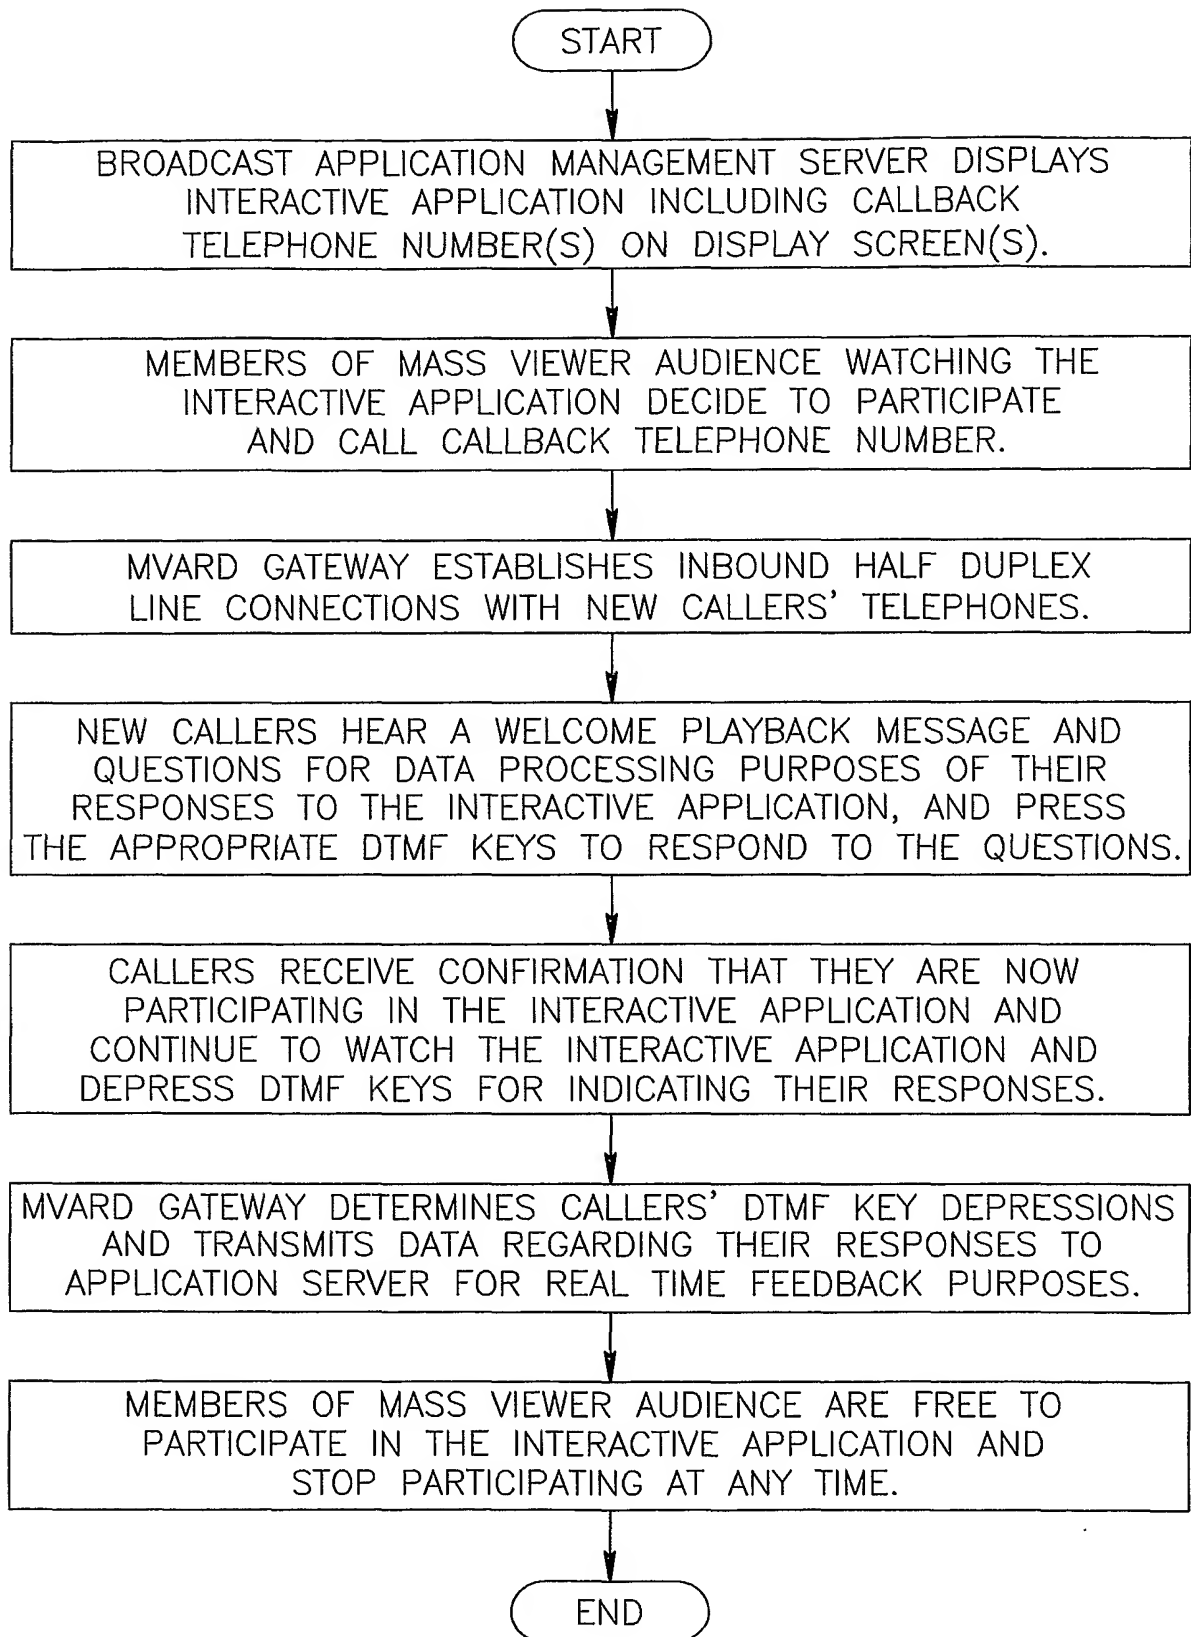 START
BROADCAST APPLICATION MANAGEMENT SERVER DISPLAYS
INTERACTIVE APPLICATION INCLUDING CALLBACK
TELEPHONE NUMBER(S) ON DISPLAY SCREEN(S).
MEMBERS OF MASS VIEWER AUDIENCE WATCHING THE
INTERACTIVE APPLICATION DECIDE TO PARTICIPATE
AND CALL CALLBACK TELEPHONE NUMBER.
MVARD GATEWAY ESTABLISHES INBOUND HALF DUPLEX
LINE CONNECTIONS WITH NEW CALLERS' TELEPHONES.
NEW CALLERS HEAR A WELCOME PLAYBACK MESSAGE AND
QUESTIONS FOR DATA PROCESSING PURPOSES OF THEIR
RESPONSES TO THE INTERACTIVE APPLICATION, AND PRESS
THE APPROPRIATE DTMF KEYS TO RESPOND TO THE QUESTIONS.
CALLERS RECEIVE CONFIRMATION THAT THEY ARE NOW
PARTICIPATING IN THE INTERACTIVE APPLICATION AND
CONTINUE TO WATCH THE INTERACTIVE APPLICATION AND
DEPRESS DTMF KEYS FOR INDICATING THEIR RESPONSES.
MVARD GATEWAY DETERMINES CALLERS' DTMF KEY DEPRESSIONS
AND TRANSMITS DATA REGARDING THEIR RESPONSES TO
APPLICATION SERVER FOR REAL TIME FEEDBACK PURPOSES.
MEMBERS OF MASS VIEWER AUDIENCE ARE FREE TO
PARTICIPATE IN THE INTERACTIVE APPLICATION AND
STOP PARTICIPATING AT ANY TIME.
END